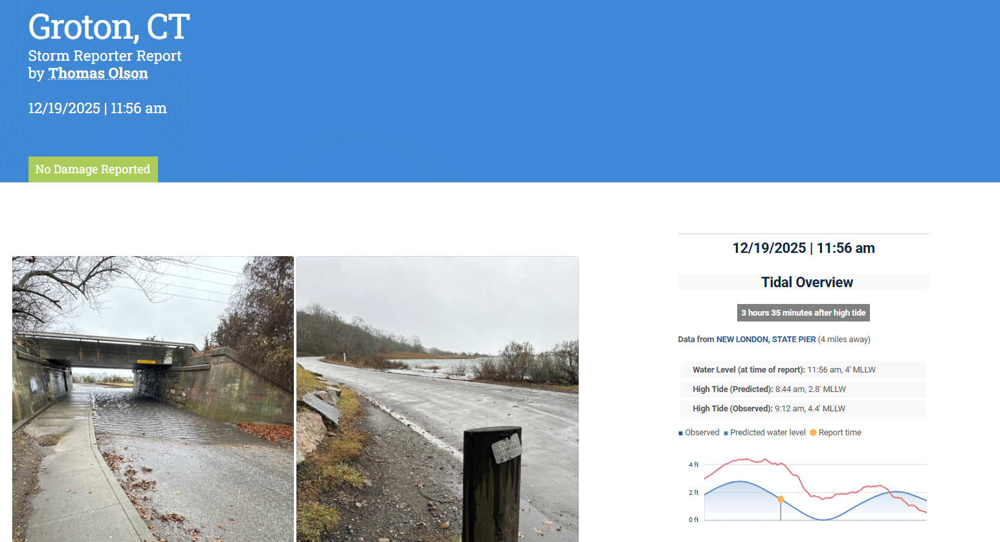 Groton, CT
Storm Reporter Report
by Thomas Olson
12/19/2025 | 11:56 am
No Damage Reported
12/19/2025 | 11:56 am
Tidal Overview
3 hours 35 minutes after high tide
Data from NEW LONDON, STATE PIER (4 miles away)
Water Level (at time of report): 11:56 am, 4' MLLW
High Tide (Predicted): 8:44 am, 2.8' MLLW
High Tide (Observed): 9:12 am, 4.4' MLLW
Observed Predicted water level Report time
4 ft
2 ft
0 ft